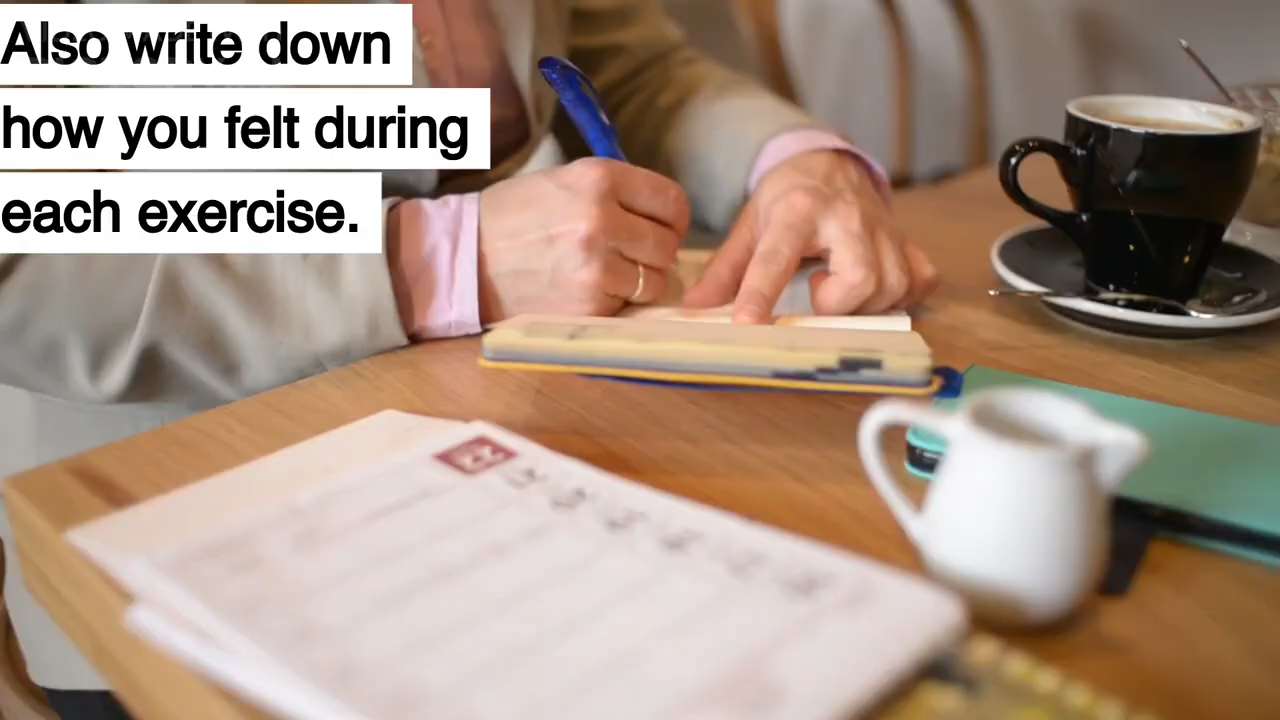 Also write down
how you felt during
each exercise.